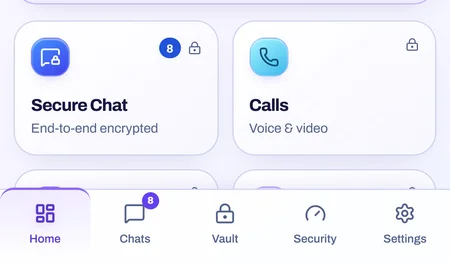 8
Secure Chat
End-to-end encrypted
Calls
Voice & video
8
Home
Chats
Vault
Security
Settings